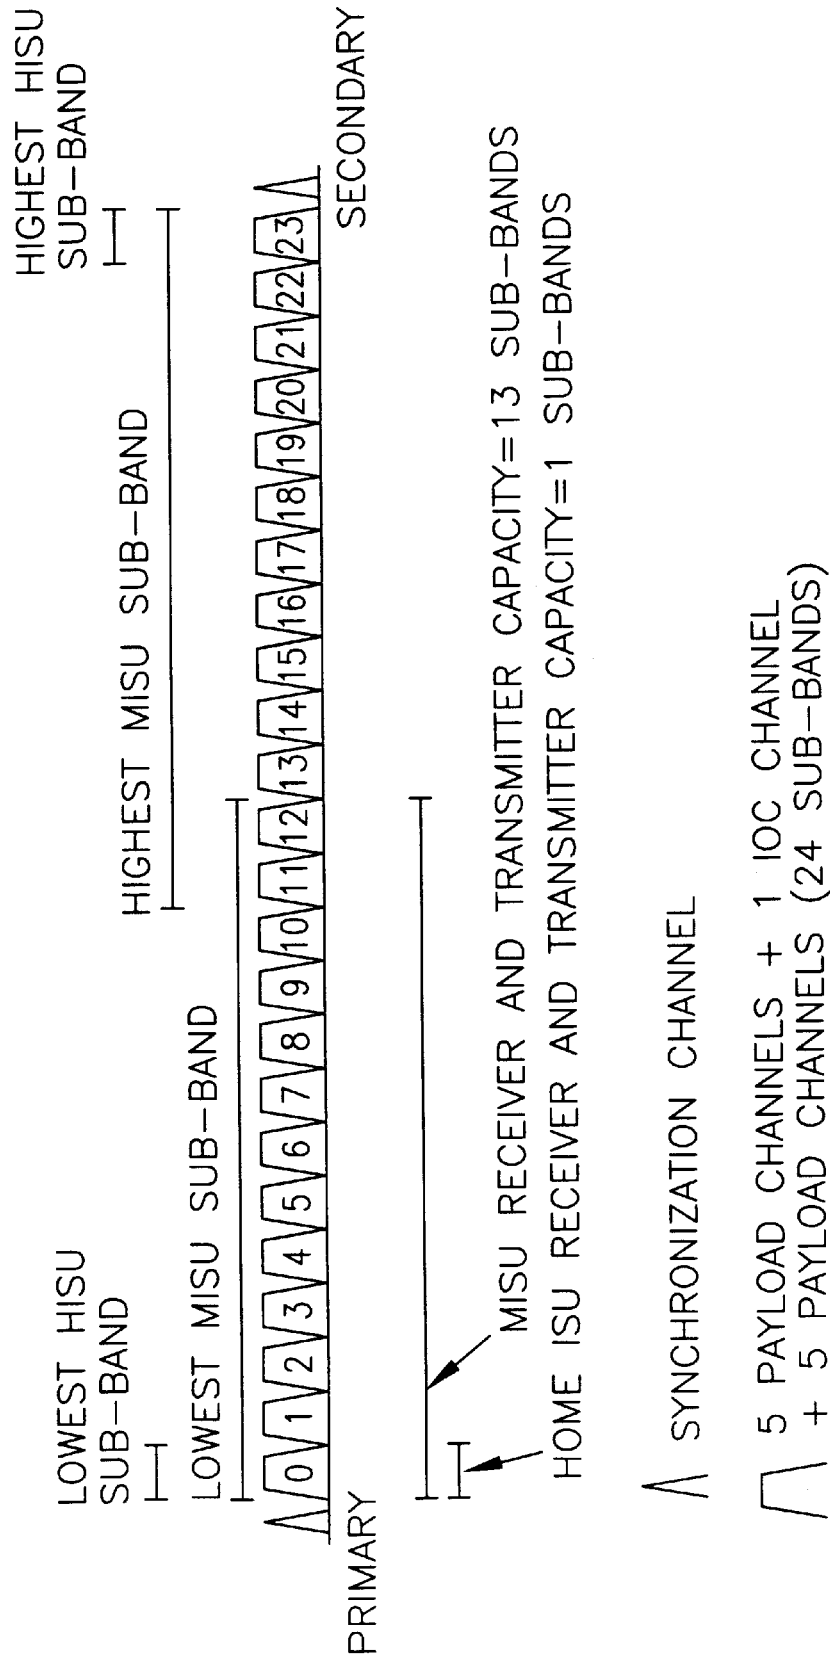 LOWEST HISU
SUB-BAND
HIGHEST HISU
SUB-BAND
HIGHEST MISU SUB-BAND
LOWEST MISU SUB-BAND
0 1 2 3 4 5 6 7 8 9 10 11 12 13 14 15 16 17 18 19 20 21 22 23
PRIMARY
SECONDARY
MISU RECEIVER AND TRANSMITTER CAPACITY=13 SUB-BANDS
HOME ISU RECEIVER AND TRANSMITTER CAPACITY=1 SUB-BANDS
SYNCHRONIZATION CHANNEL
5 PAYLOAD CHANNELS + 1 IOC CHANNEL
+ 5 PAYLOAD CHANNELS (24 SUB-BANDS)